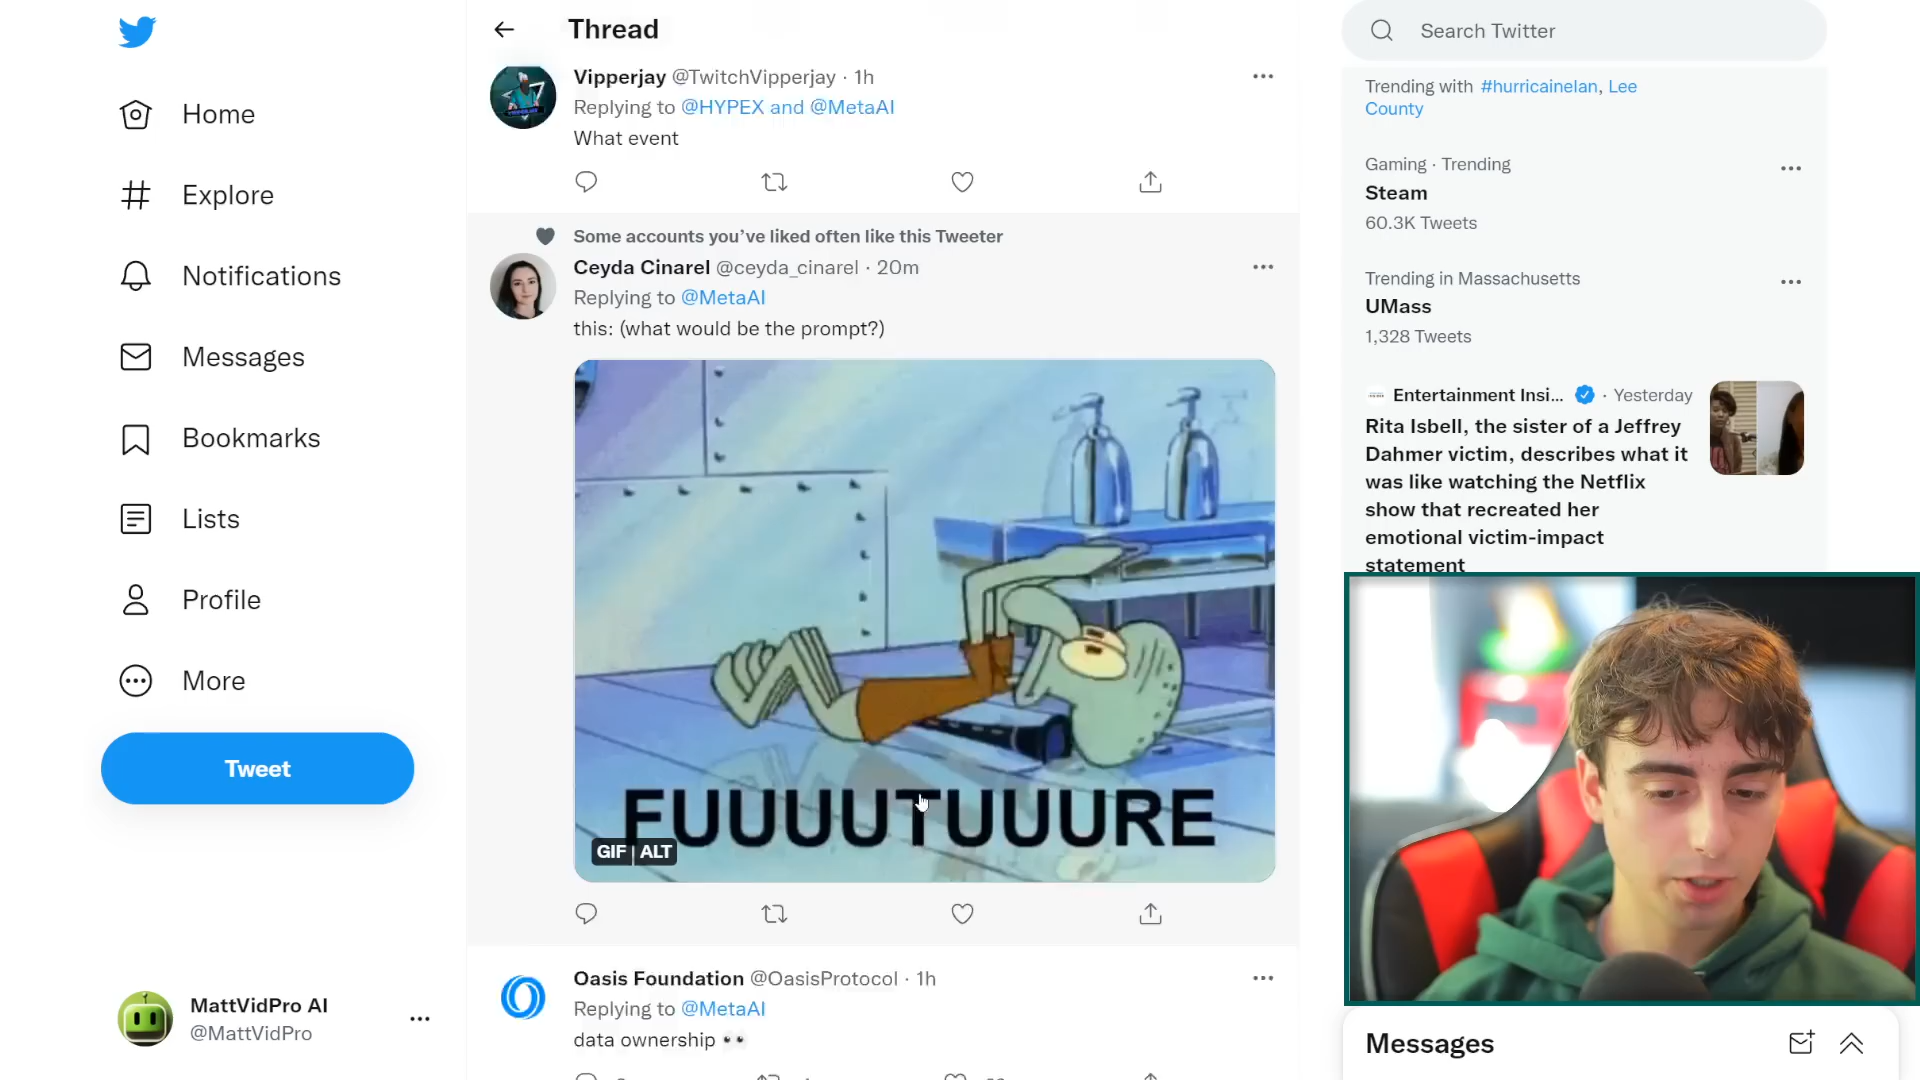 Home
Explore
Notifications
Messages
Bookmarks
Lists
Profile
More
Tweet
MattVidPro AI
@MattVidPro
Thread
Vipperjay @TwitchVipperjay · 1h
Replying to @HYPEX and @MetaAI
What event
Some accounts you’ve liked often like this Tweeter
Ceyda Cinarel @ceyda_cinarel · 20m
Replying to @MetaAI
this: (what would be the prompt?)
FUUUUTUUURE
GIF | ALT
Oasis Foundation @OasisProtocol · 1h
Replying to @MetaAI
data ownership 👀
Search Twitter
Trending with #hurricaineIan, Lee
County
Gaming · Trending
Steam
60.3K Tweets
Trending in Massachusetts
UMass
1,328 Tweets
Entertainment Insi... · Yesterday
Rita Isbell, the sister of a Jeffrey
Dahmer victim, describes what it
was like watching the Netflix
show that recreated her
emotional victim-impact
statement
Messages